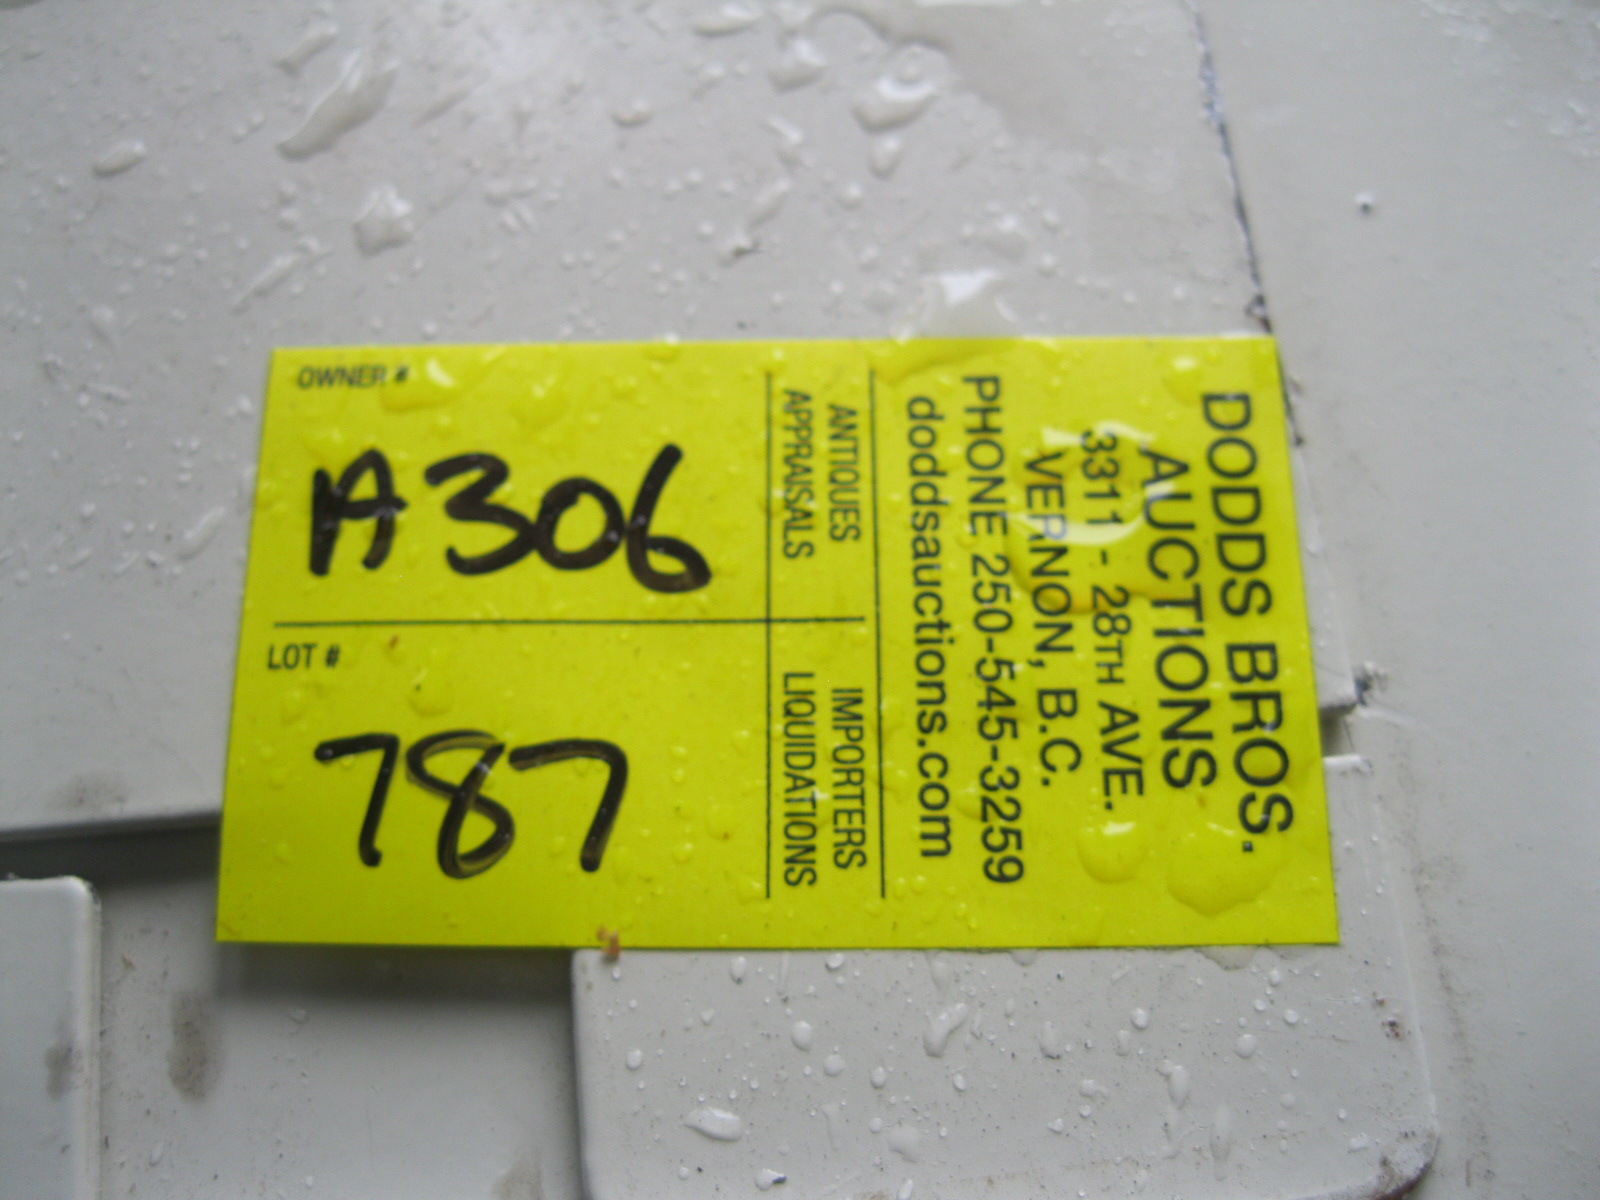 DODDS BROS.
AUCTIONS
3311 - 28TH AVE.
VERNON, B.C.
PHONE 250-545-3259
doddsauctions.com
ANTIQUES IMPORTERS
APPRAISALS LIQUIDATIONS
OWNER #
A306
LOT #
787